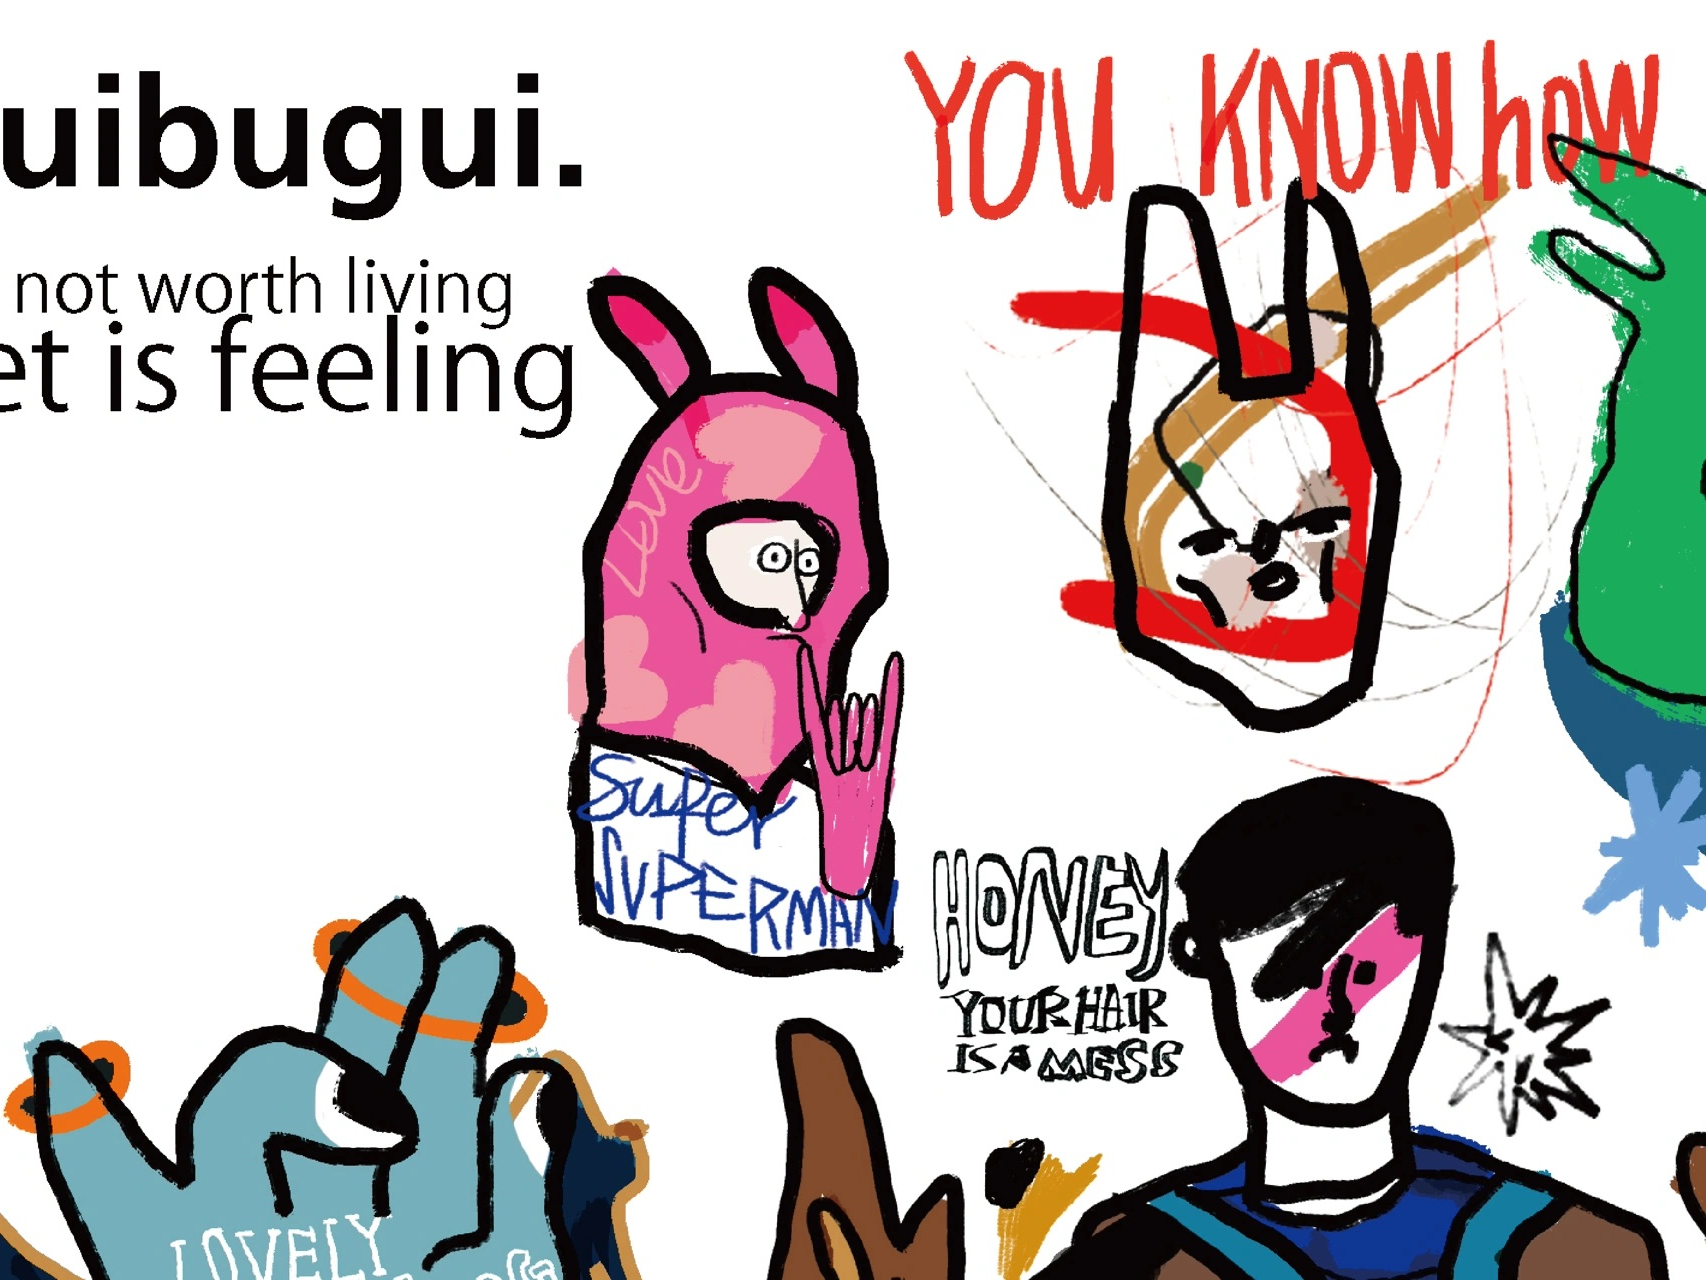 uibugui.
not worth living
et is feeling
YOU KNOW how
Love
Super
SUPERMAN
HONEY
YOUR HAIR
IS A MESS
LOVELY